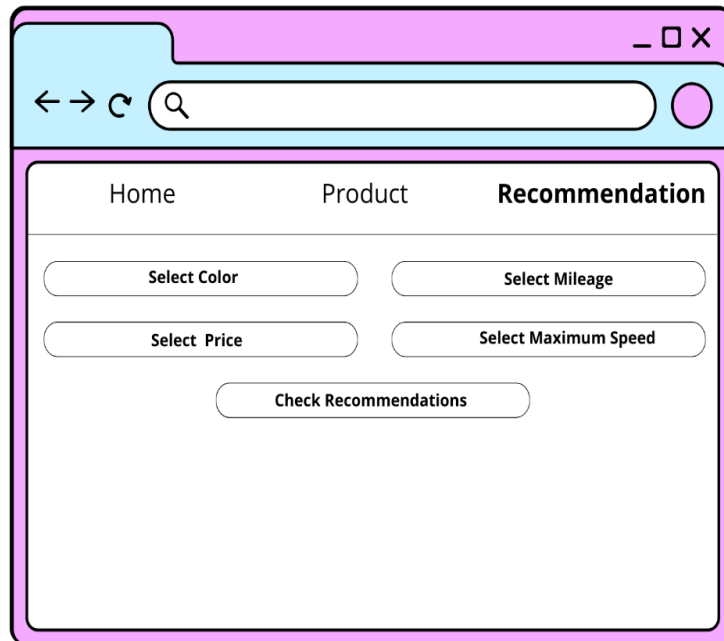 Home Product Recommendation
Select Color Select Mileage
Select Price Select Maximum Speed
Check Recommendations